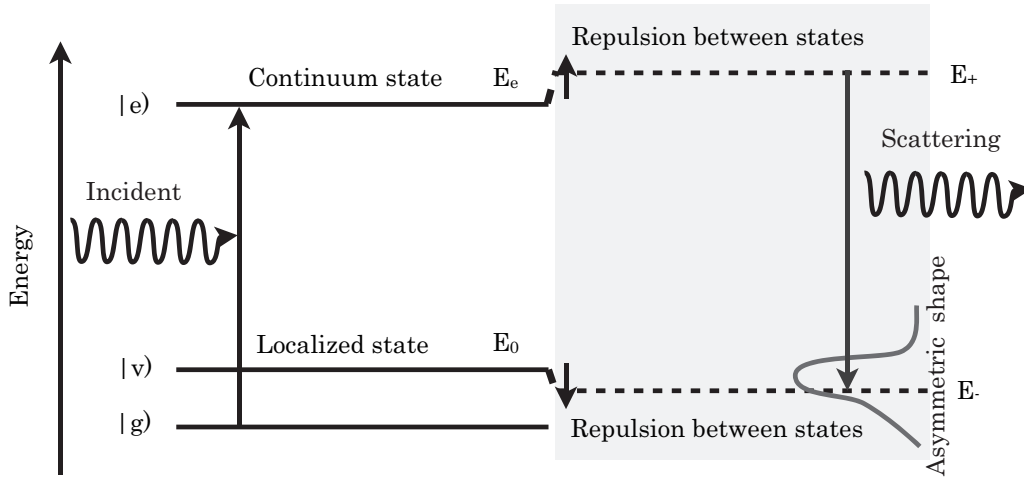 Repulsion between states
Continuum state
E₊
Eₑ
|e)
Scattering
Incident
Energy
Localized state
E₀
|v)
E₋
|g)
Repulsion between states
Asymmetric shape